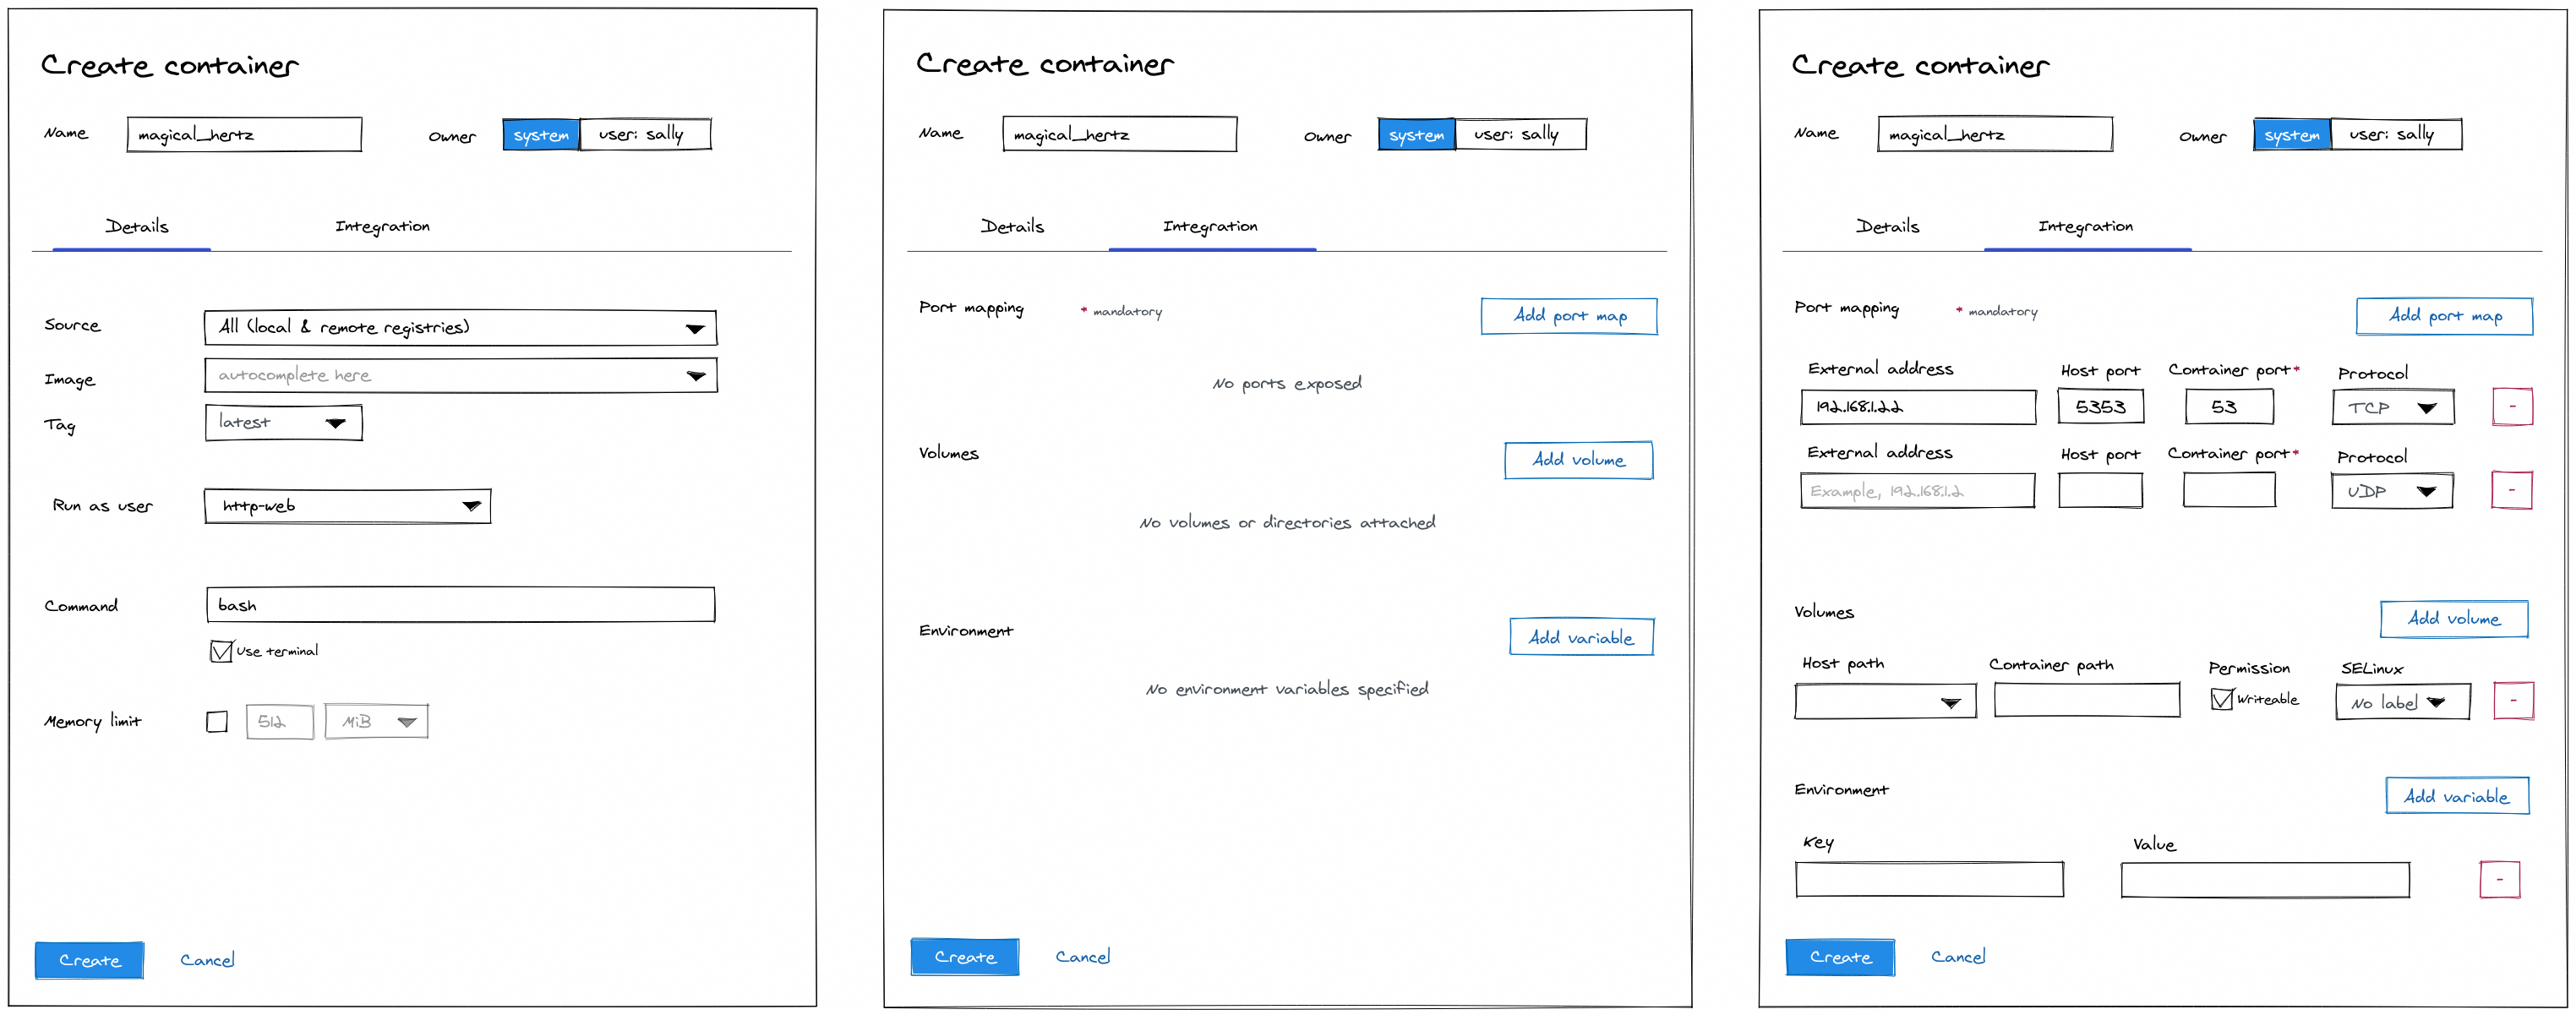 Create container
Name magical_hertz Owner system user: sally
Details Integration
Source All (local & remote registries)
Image autocomplete here
Tag latest
Run as user http-web
Command bash
Use terminal
Memory limit 512 MiB
Create Cancel
Create container
Name magical_hertz Owner system user: sally
Details Integration
Port mapping * mandatory Add port map
No ports exposed
Volumes Add volume
No volumes or directories attached
Environment Add variable
No environment variables specified
Create Cancel
Create container
Name magical_hertz Owner system user: sally
Details Integration
Port mapping * mandatory Add port map
External address Host port Container port* Protocol
192.168.1.22 5353 53 TCP -
External address Host port Container port* Protocol
Example, 192.168.1.2 UDP -
Volumes Add volume
Host path Container path Permission SELinux
Writeable No label -
Environment Add variable
Key Value
-
Create Cancel